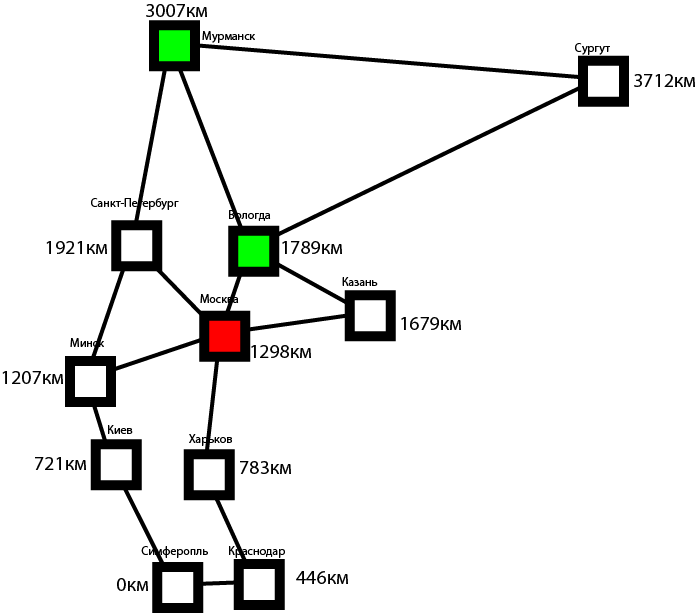 3007км
Мурманск
Сургут
3712км
Санкт-Петербург
1921км
Вологда
1789км
Казань
1679км
Москва
1298км
Минск
1207км
Киев
721км
Харьков
783км
Симферопль
0км
Краснодар
446км